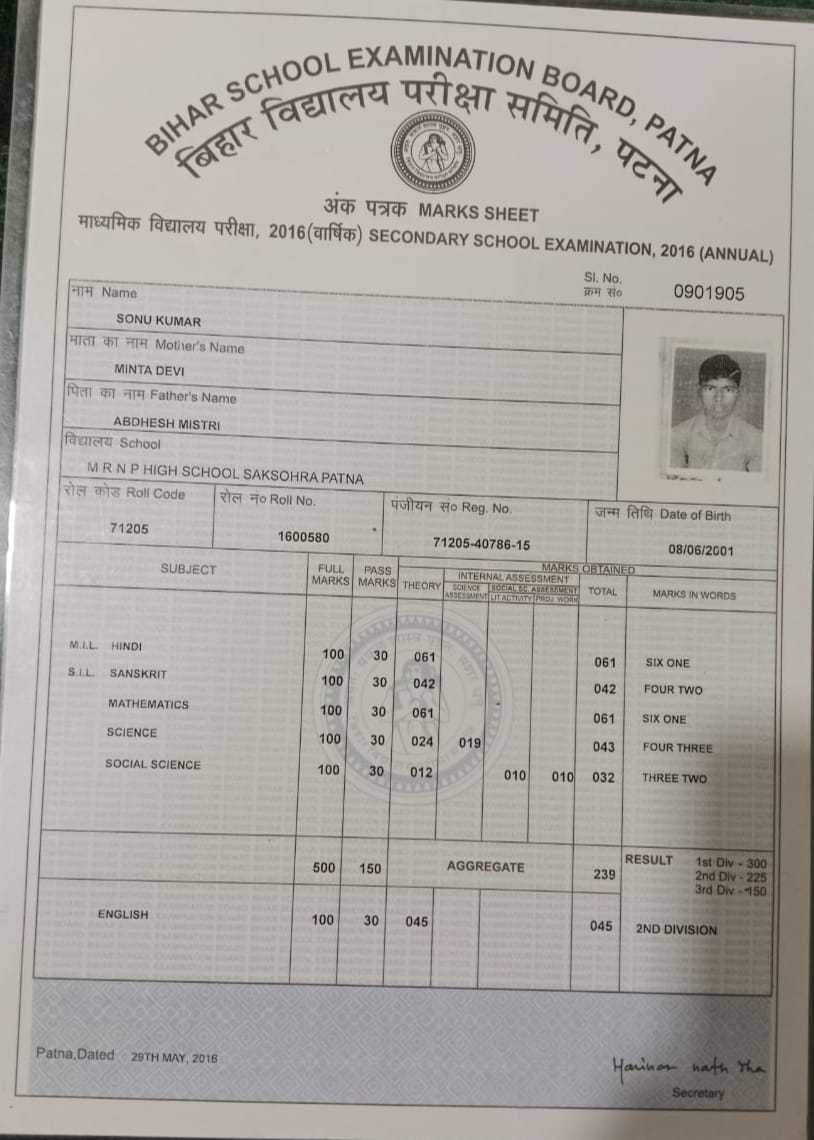 BIHAR SCHOOL EXAMINATION BOARD, PATNA
बिहार विद्यालय परीक्षा समिति, पटना
अंक पत्रक MARKS SHEET
माध्यमिक विद्यालय परीक्षा, 2016(वार्षिक) SECONDARY SCHOOL EXAMINATION, 2016 (ANNUAL)
Sl. No.
क्रम सं० 0901905
नाम Name
SONU KUMAR
माता का नाम Mother's Name
MINTA DEVI
पिता का नाम Father's Name
ABDHESH MISTRI
विद्यालय School
M R N P HIGH SCHOOL SAKSOHRA PATNA
रोल कोड Roll Code रोल नं० Roll No. पंजीयन सं० Reg. No. जन्म तिथि Date of Birth
71205 1600580 71205-40786-15 08/06/2001
SUBJECT FULL MARKS PASS MARKS MARKS OBTAINED
THEORY INTERNAL ASSESSMENT TOTAL MARKS IN WORDS
SCIENCE ASSESSMENT SOCIAL SC. ASSESSMENT
LIT ACTIVITY PROJ. WORK
M.I.L. HINDI 100 30 061 061 SIX ONE
S.I.L. SANSKRIT 100 30 042 042 FOUR TWO
MATHEMATICS 100 30 061 061 SIX ONE
SCIENCE 100 30 024 019 043 FOUR THREE
SOCIAL SCIENCE 100 30 012 010 010 032 THREE TWO
500 150 AGGREGATE 239 RESULT 1st Div - 300
2nd Div - 225
3rd Div - 150
ENGLISH 100 30 045 045 2ND DIVISION
Patna,Dated 29TH MAY, 2016
Harihar nath Jha
Secretary